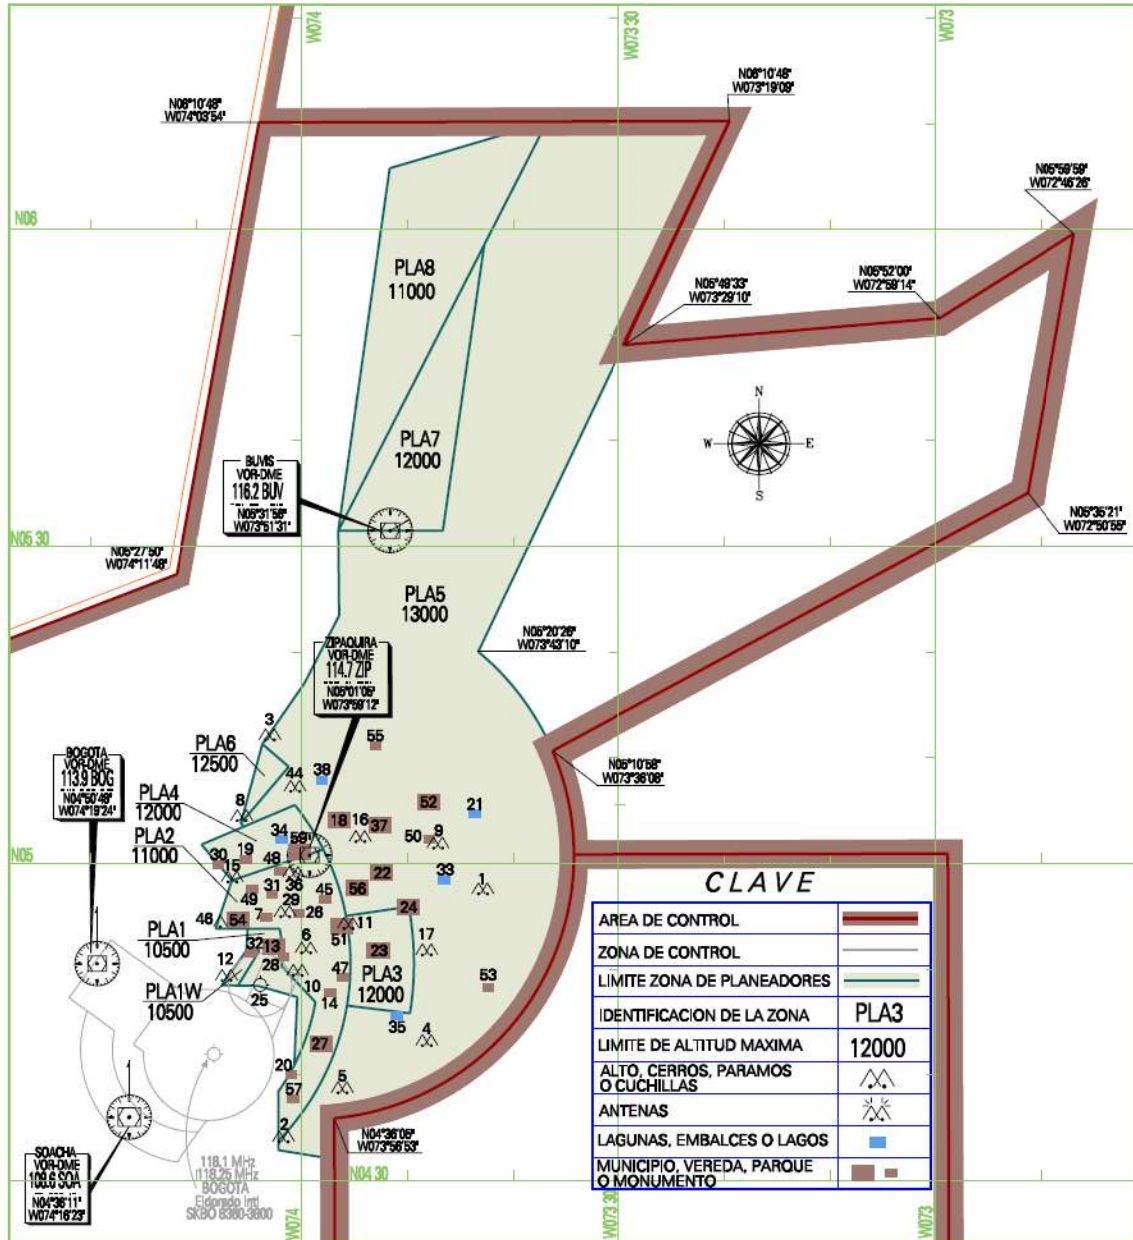 W074
W073 30
W073
N06°10'48"
W073°19'09"
N06°10'48"
W074°03'54"
N05°59'59"
W072°46'26"
N06
PLA8
11000
N05°52'00"
W072°59'14"
N05°49'33"
W073°29'10"
N
W
E
S
PLA7
12000
BUVIS
VOR-DME
116.2 BUV
N05°31'58"
W073°51'31"
N05°35'21"
W072°50'55"
N05 30
N05°27'50"
W074°11'48"
PLA5
13000
N05°20'26"
W073°43'10"
ZIPAQUIRA
VOR-DME
114.7 ZIP
N05°01'05"
W073°59'12"
3
55
PLA6
12500
BOGOTA
VOR-DME
113.9 BOG
N04°50'49"
W074°19'24"
N05°10'58"
W073°36'08"
44
38
PLA4
12000
8
52
21
18
16
37
PLA2
11000
34
59
50
9
N05
30
19
15
48
36
22
33
1
CLAVE
49
31
45
56
29
46
54
7
26
24
AREA DE CONTROL
11
PLA1
10500
32
13
6
51
17
ZONA DE CONTROL
23
28
12
47
PLA3
12000
53
LIMITE ZONA DE PLANEADORES
PLA1W
10500
10
25
14
IDENTIFICACION DE LA ZONA
PLA3
35
4
LIMITE DE ALTITUD MAXIMA
12000
27
20
ALTO, CERROS, PARAMOS
O CUCHILLAS
5
57
ANTENAS
2
N04°36'05"
W073°56'53"
LAGUNAS, EMBALCES O LAGOS
SOACHA
VOR-DME
108.6 SOA
N04°36'11"
W074°16'23"
118.1 MHz
118.25 MHz
BOGOTA
Eldorado Intl
SKBO 8360-3800
N04 30
MUNICIPIO, VEREDA, PARQUE
O MONUMENTO
W074
W073 30
W073